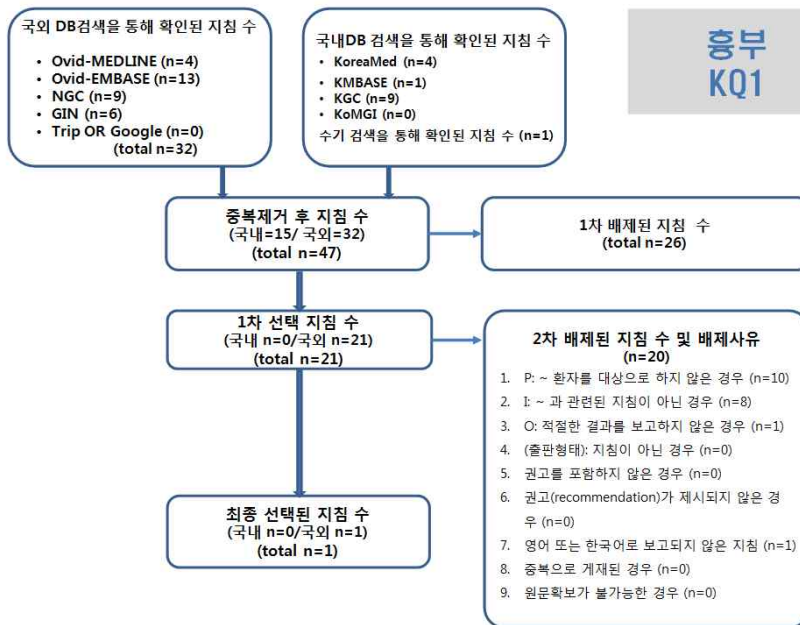 국외 DB검색을 통해 확인된 지침 수
• Ovid-MEDLINE (n=4)
• Ovid-EMBASE (n=13)
• NGC (n=9)
• GIN (n=6)
• Trip OR Google (n=0)
(total n=32)
국내DB 검색을 통해 확인된 지침 수
• KoreaMed (n=4)
• KMBASE (n=1)
• KGC (n=9)
• KoMGI (n=0)
수기 검색을 통해 확인된 지침 수 (n=1)
흉부
KQ1
중복제거 후 지침 수
(국내=15/ 국외=32)
(total n=47)
1차 배제된 지침 수
(total n=26)
1차 선택 지침 수
(국내 n=0/국외 n=21)
(total n=21)
2차 배제된 지침 수 및 배제사유
(n=20)
1. P: ~ 환자를 대상으로 하지 않은 경우 (n=10)
2. I: ~ 과 관련된 지침이 아닌 경우 (n=8)
3. O: 적절한 결과를 보고하지 않은 경우 (n=1)
4. (출판형태): 지침이 아닌 경우 (n=0)
5. 권고를 포함하지 않은 경우 (n=0)
6. 권고(recommendation)가 제시되지 않은 경
우 (n=0)
7. 영어 또는 한국어로 보고되지 않은 지침 (n=1)
8. 중복으로 게재된 경우 (n=0)
9. 원문확보가 불가능한 경우 (n=0)
최종 선택된 지침 수
(국내 n=0/국외 n=1)
(total n=1)